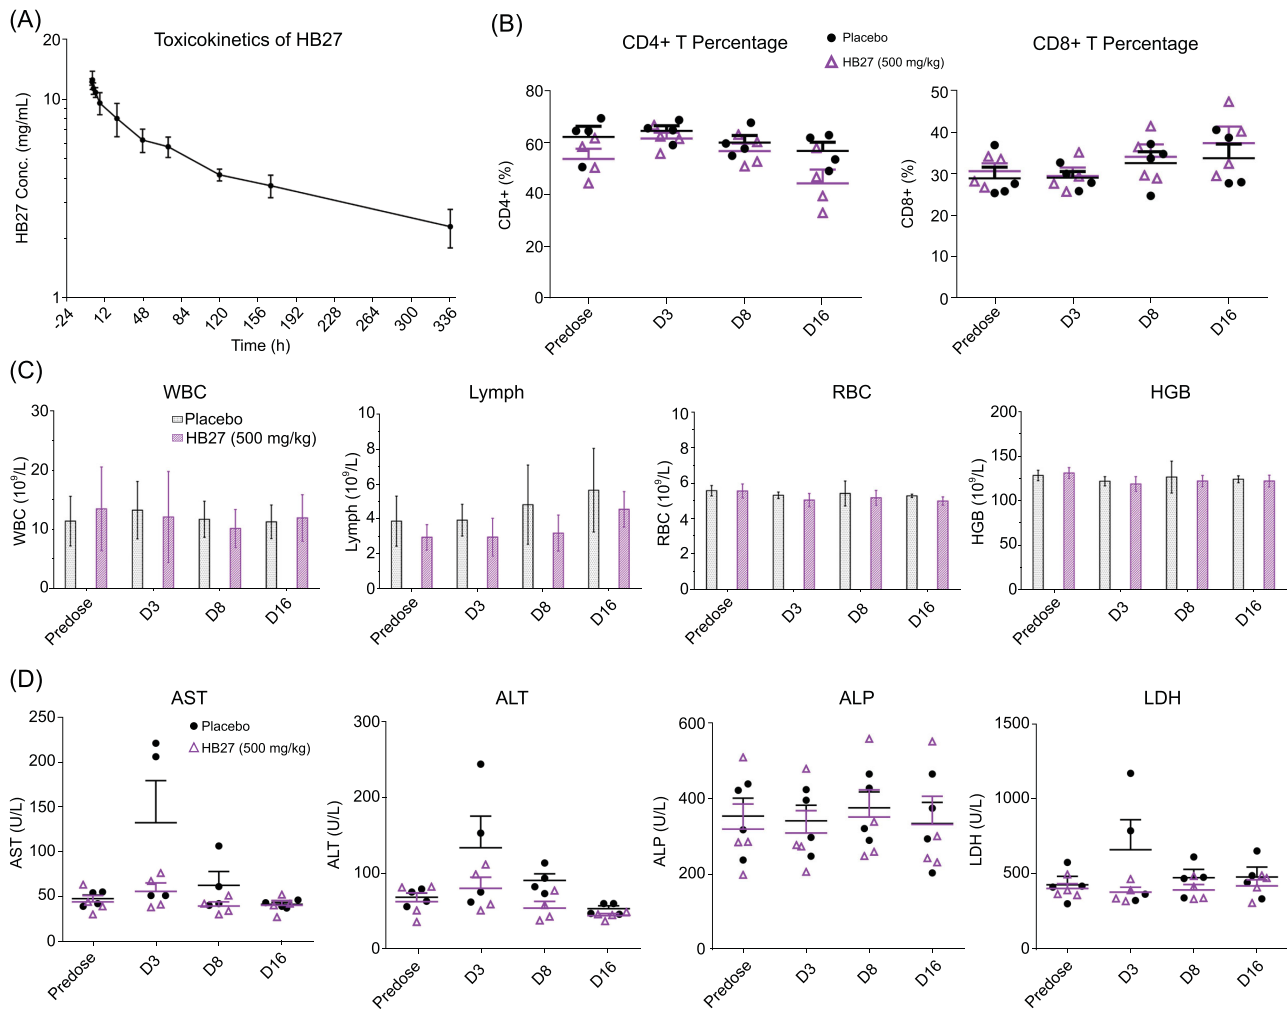 (A)
Toxicokinetics of HB27
HB27 Conc. (mg/mL)
20
10
1
-24
12
48
84
120
156
192
228
264
300
336
Time (h)
(B)
CD4+ T Percentage
Placebo
HB27 (500 mg/kg)
CD4+ (%)
80
60
40
20
0
Predose
D3
D8
D16
CD8+ T Percentage
CD8+ (%)
50
40
30
20
10
0
Predose
D3
D8
D16
(C)
WBC
Placebo
HB27 (500 mg/kg)
WBC (10⁹/L)
30
20
10
0
Predose
D3
D8
D16
Lymph
Lymph (10⁹/L)
10
8
6
4
2
0
Predose
D3
D8
D16
RBC
RBC (10⁹/L)
10
8
6
4
2
0
Predose
D3
D8
D16
HGB
HGB (10⁹/L)
200
150
100
50
0
Predose
D3
D8
D16
(D)
AST
Placebo
HB27 (500 mg/kg)
AST (U/L)
250
200
150
100
50
0
Predose
D3
D8
D16
ALT
ALT (U/L)
300
200
100
0
Predose
D3
D8
D16
ALP
ALP (U/L)
600
400
200
0
Predose
D3
D8
D16
LDH
LDH (U/L)
1500
1000
500
0
Predose
D3
D8
D16